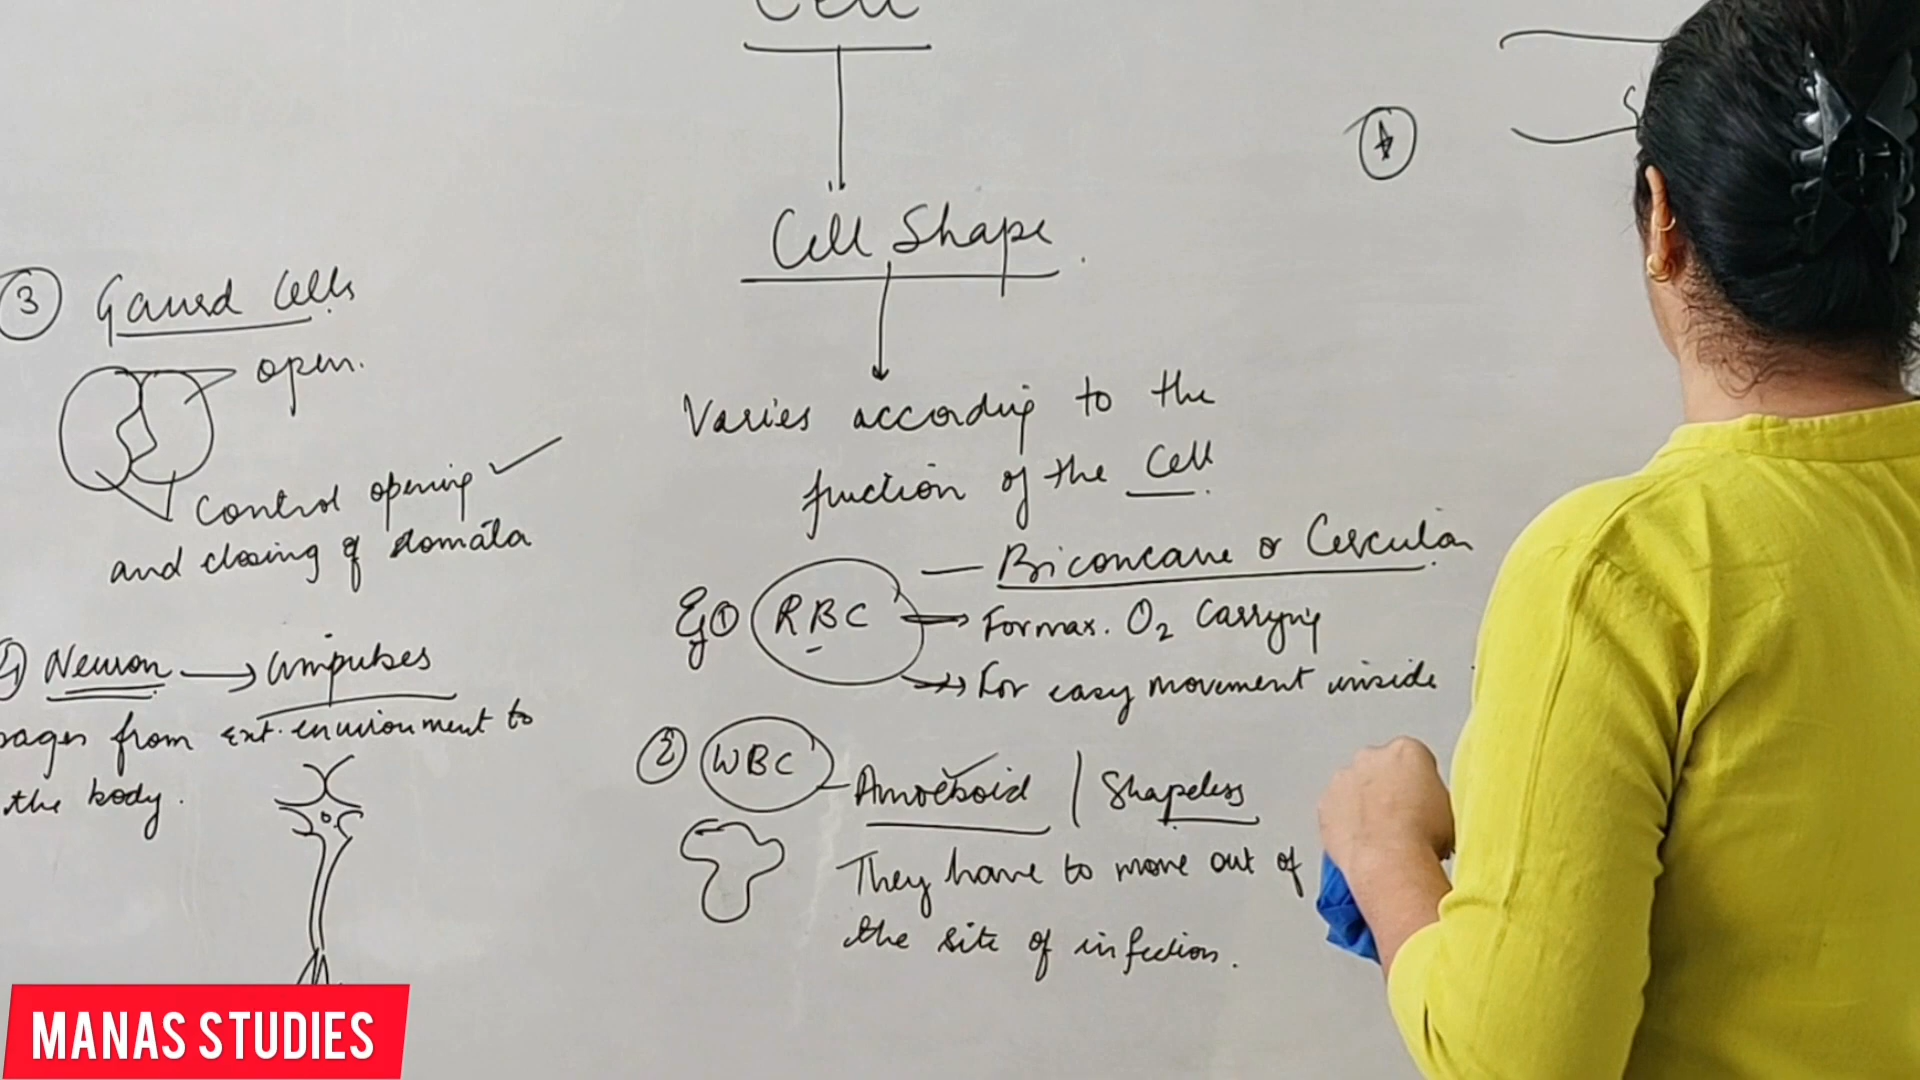 Cell
Cell Shape
Varies according to the
function of the Cell.
Eg ① RBC — Biconcave or Circular
→ For max. O2 Carrying
→ For easy movement inside
② WBC – Amoeboid / Shapeless
They have to move out of
the site of infection.
③ Gaurd Cells
open.
Control opening ✓
and closing of stomata
4) Neuron → impulses
from ext. environment to
the body.
MANAS STUDIES